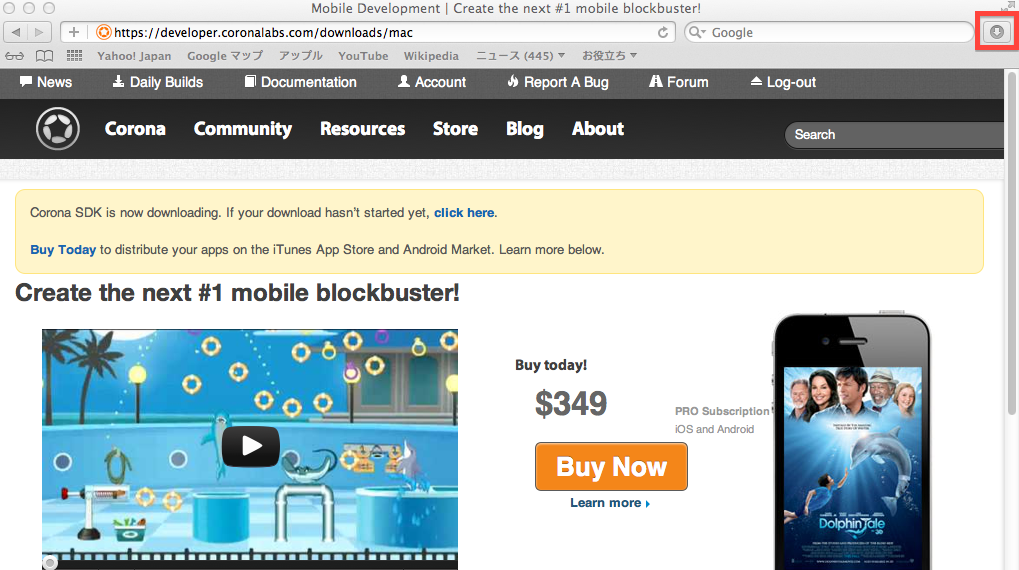 Mobile Development | Create the next #1 mobile blockbuster!
https://developer.coronalabs.com/downloads/mac
Google
Yahoo! Japan Google マップ アップル YouTube Wikipedia ニュース (445) お役立ち
News Daily Builds Documentation Account Report A Bug Forum Log-out
Corona Community Resources Store Blog About
Search
Corona SDK is now downloading. If your download hasn't started yet, click here.
Buy Today to distribute your apps on the iTunes App Store and Android Market. Learn more below.
Create the next #1 mobile blockbuster!
Buy today!
$349
PRO Subscription
iOS and Android
Buy Now
Learn more
Dolphin Tale
3D